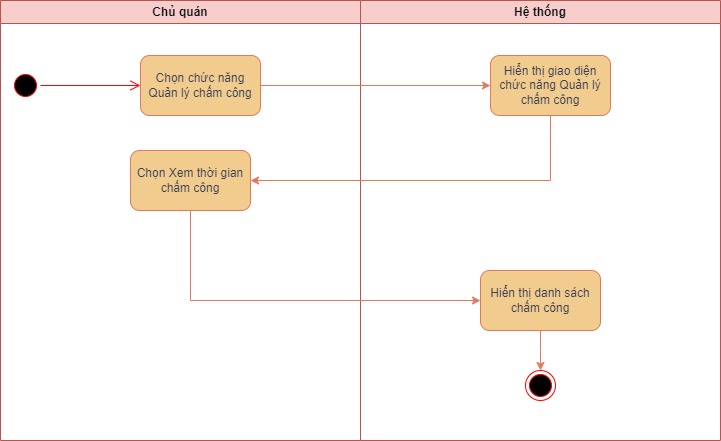 Chủ quán
Hệ thống
Chọn chức năng
Quản lý chấm công
Hiển thị giao diện
chức năng Quản lý
chấm công
Chọn Xem thời gian
chấm công
Hiển thị danh sách
chấm công